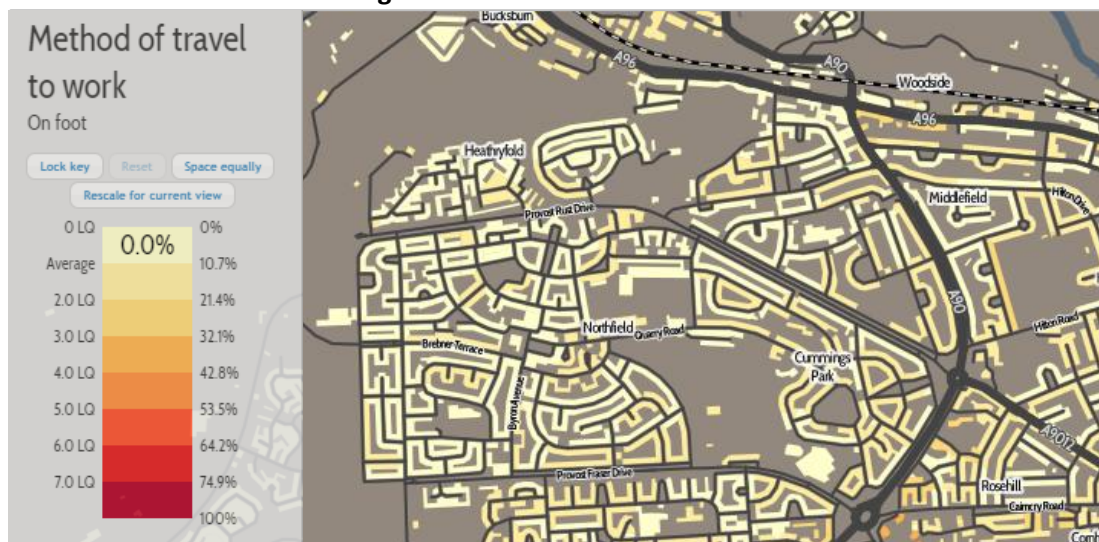 Method of travel
to work
On foot
Lock key
Reset
Space equally
Rescale for current view
0 LQ
0.0%
0%
Average
10.7%
2.0 LQ
21.4%
3.0 LQ
32.1%
4.0 LQ
42.8%
5.0 LQ
53.5%
6.0 LQ
64.2%
7.0 LQ
74.9%
100%
Bucksburn
A96
A90
Woodside
A96
Heathryfold
Middlefield
Hilton Drive
Provost Rust Drive
A90
Northfield
Quarry Road
Hilton Road
Brebner Terrace
Cummings
Park
Byron Avenue
A9012
Provost Fraser Drive
Rosehill
Cairncry Road